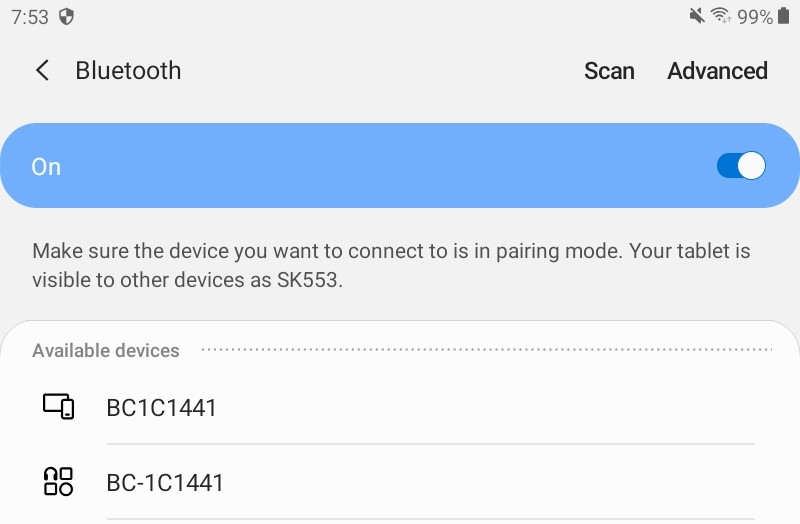 7:53 99%
Bluetooth Scan Advanced
On
Make sure the device you want to connect to is in pairing mode. Your tablet is
visible to other devices as SK553.
Available devices
BC1C1441
BC-1C1441